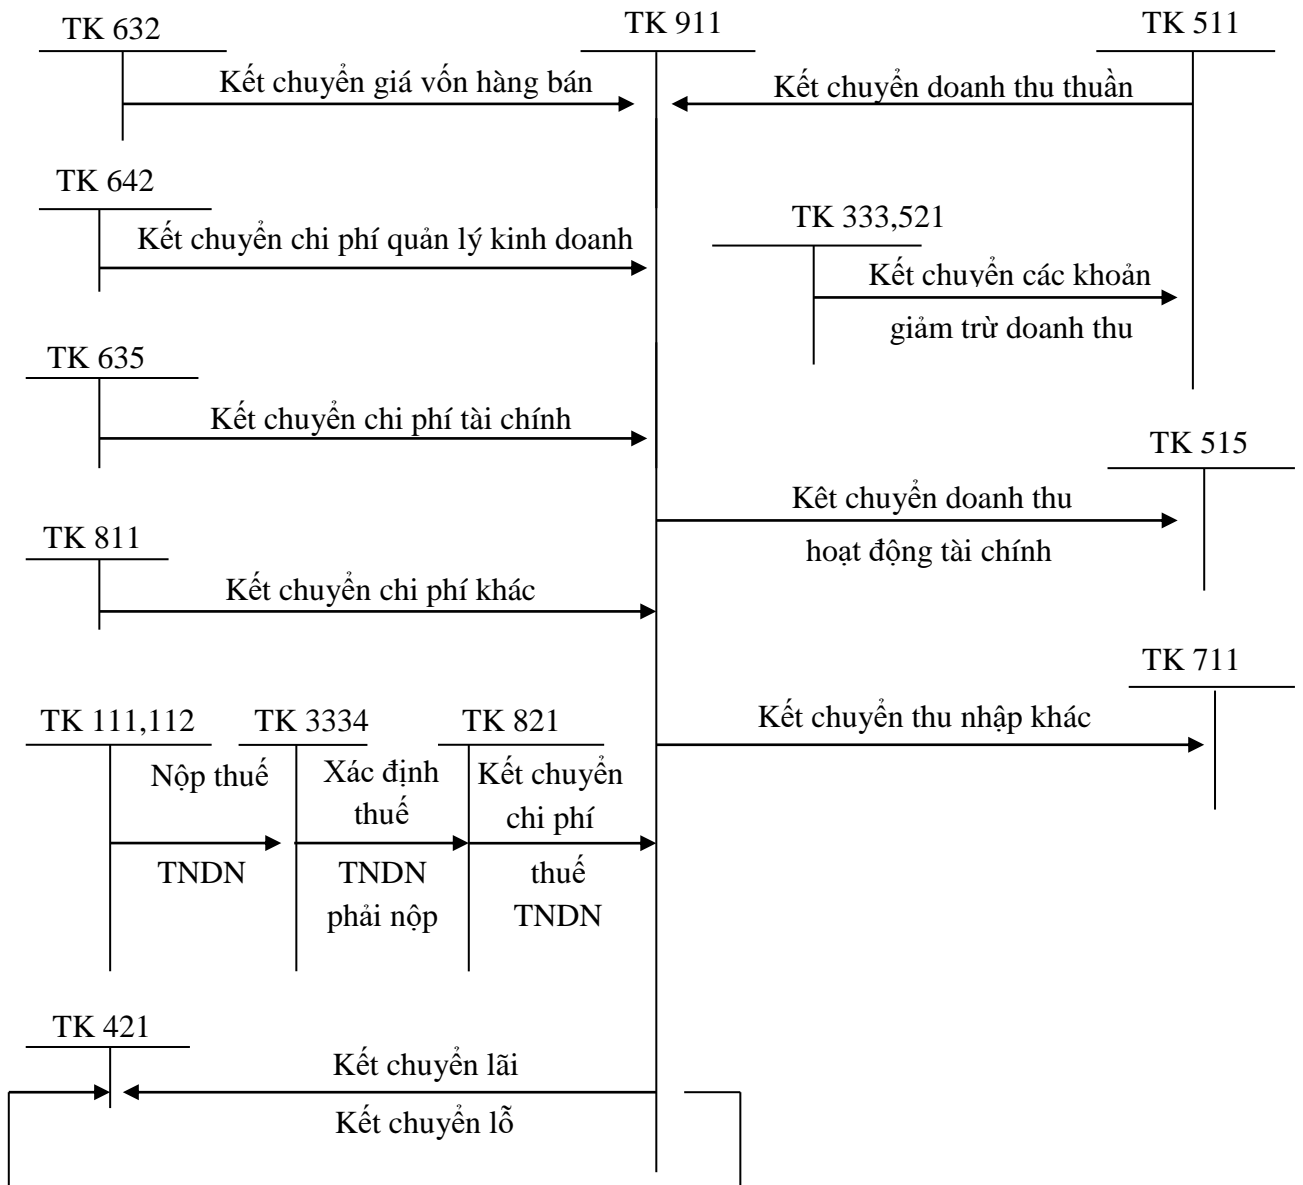 TK 632
TK 911
TK 511
Kết chuyển giá vốn hàng bán
Kết chuyển doanh thu thuần
TK 642
TK 333,521
Kết chuyển chi phí quản lý kinh doanh
Kết chuyển các khoản
giảm trừ doanh thu
TK 635
Kết chuyển chi phí tài chính
TK 515
Kêt chuyển doanh thu
hoạt động tài chính
TK 811
Kết chuyển chi phí khác
TK 711
Kết chuyển thu nhập khác
TK 111,112
TK 3334
TK 821
Nộp thuế
TNDN
Xác định
thuế
TNDN
phải nộp
Kết chuyển
chi phí
thuế
TNDN
TK 421
Kết chuyển lãi
Kết chuyển lỗ